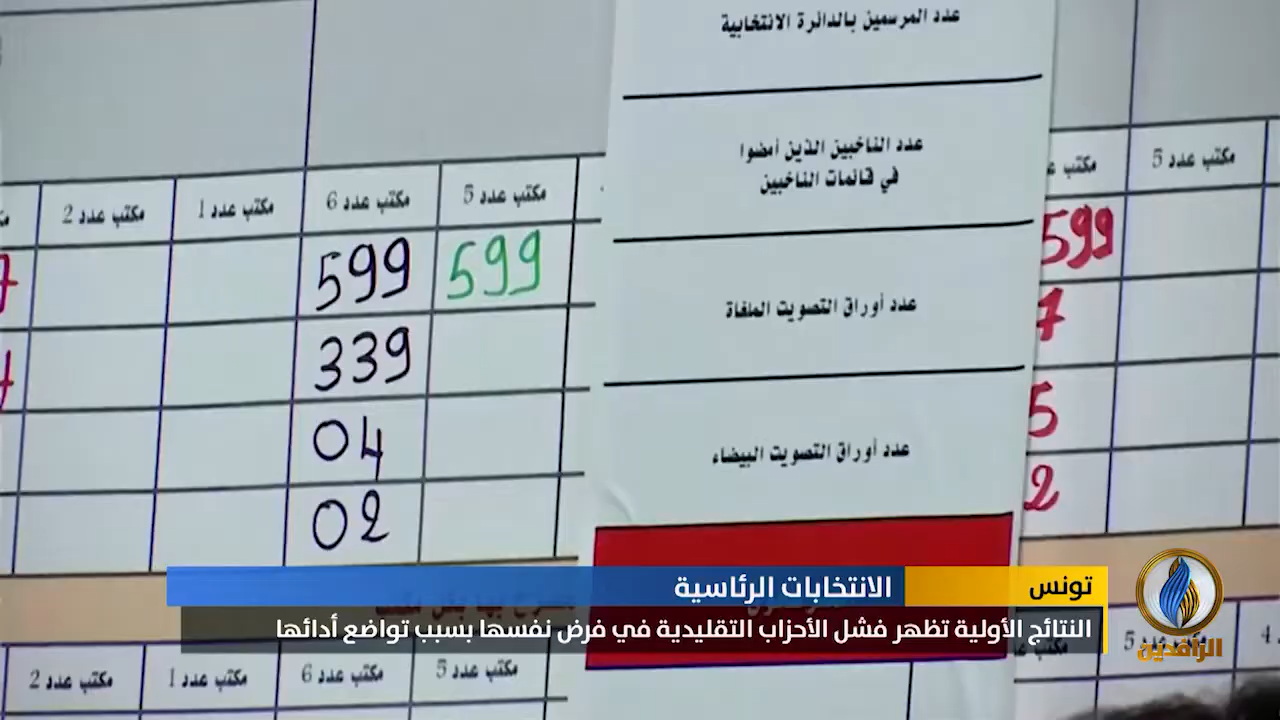 عدد المرسمين بالدائرة الانتخابية
عدد الناخبين الذين أمضوا
في قائمات الناخبين
عدد أوراق التصويت الملغاة
عدد أوراق التصويت البيضاء
مكتب عدد 5
مكتب عدد
599
7
5
2
مكتب عدد 5
مكتب عدد 6
مكتب عدد 1
مكتب عدد 2
599
599
339
04
02
تونس
الانتخابات الرئاسية
النتائج الأولية تظهر فشل الأحزاب التقليدية في فرض نفسها بسبب تواضع أدائها
الرافدين
مكتب عدد 5
مكتب عدد 6
مكتب عدد 1
مكتب عدد 2